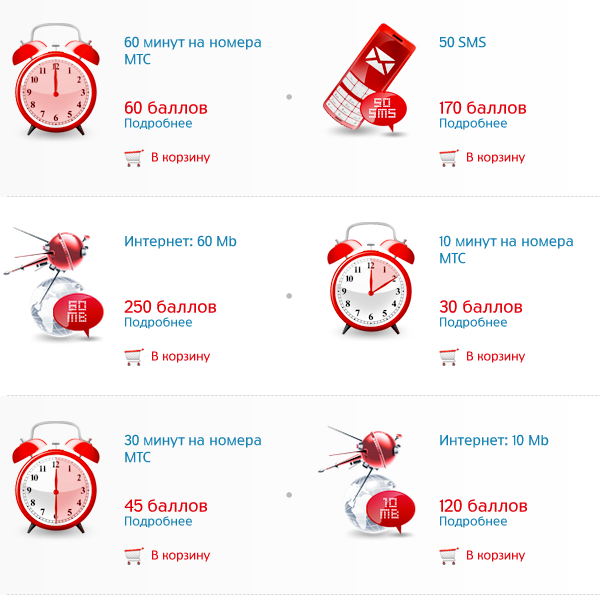 60 минут на номера
МТС
60 баллов
Подробнее
В корзину
50 SMS
50
SMS
170 баллов
Подробнее
В корзину
Интернет: 60 Mb
60
MB
250 баллов
Подробнее
В корзину
10 минут на номера
МТС
30 баллов
Подробнее
В корзину
30 минут на номера
МТС
45 баллов
Подробнее
В корзину
Интернет: 10 Mb
10
MB
120 баллов
Подробнее
В корзину